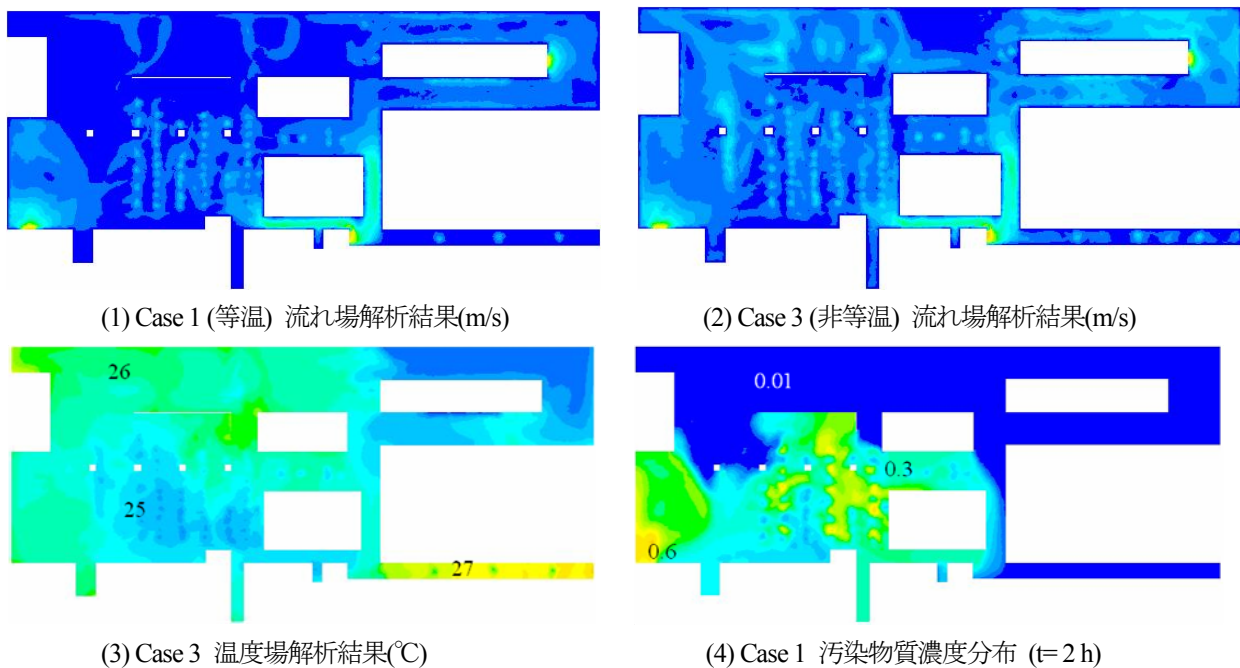 (1) Case 1 (等温) 流れ場解析結果(m/s)
(2) Case 3 (非等温) 流れ場解析結果(m/s)
26
25
27
0.01
0.3
0.6
(3) Case 3 温度場解析結果(℃)
(4) Case 1 汚染物質濃度分布 (t= 2 h)